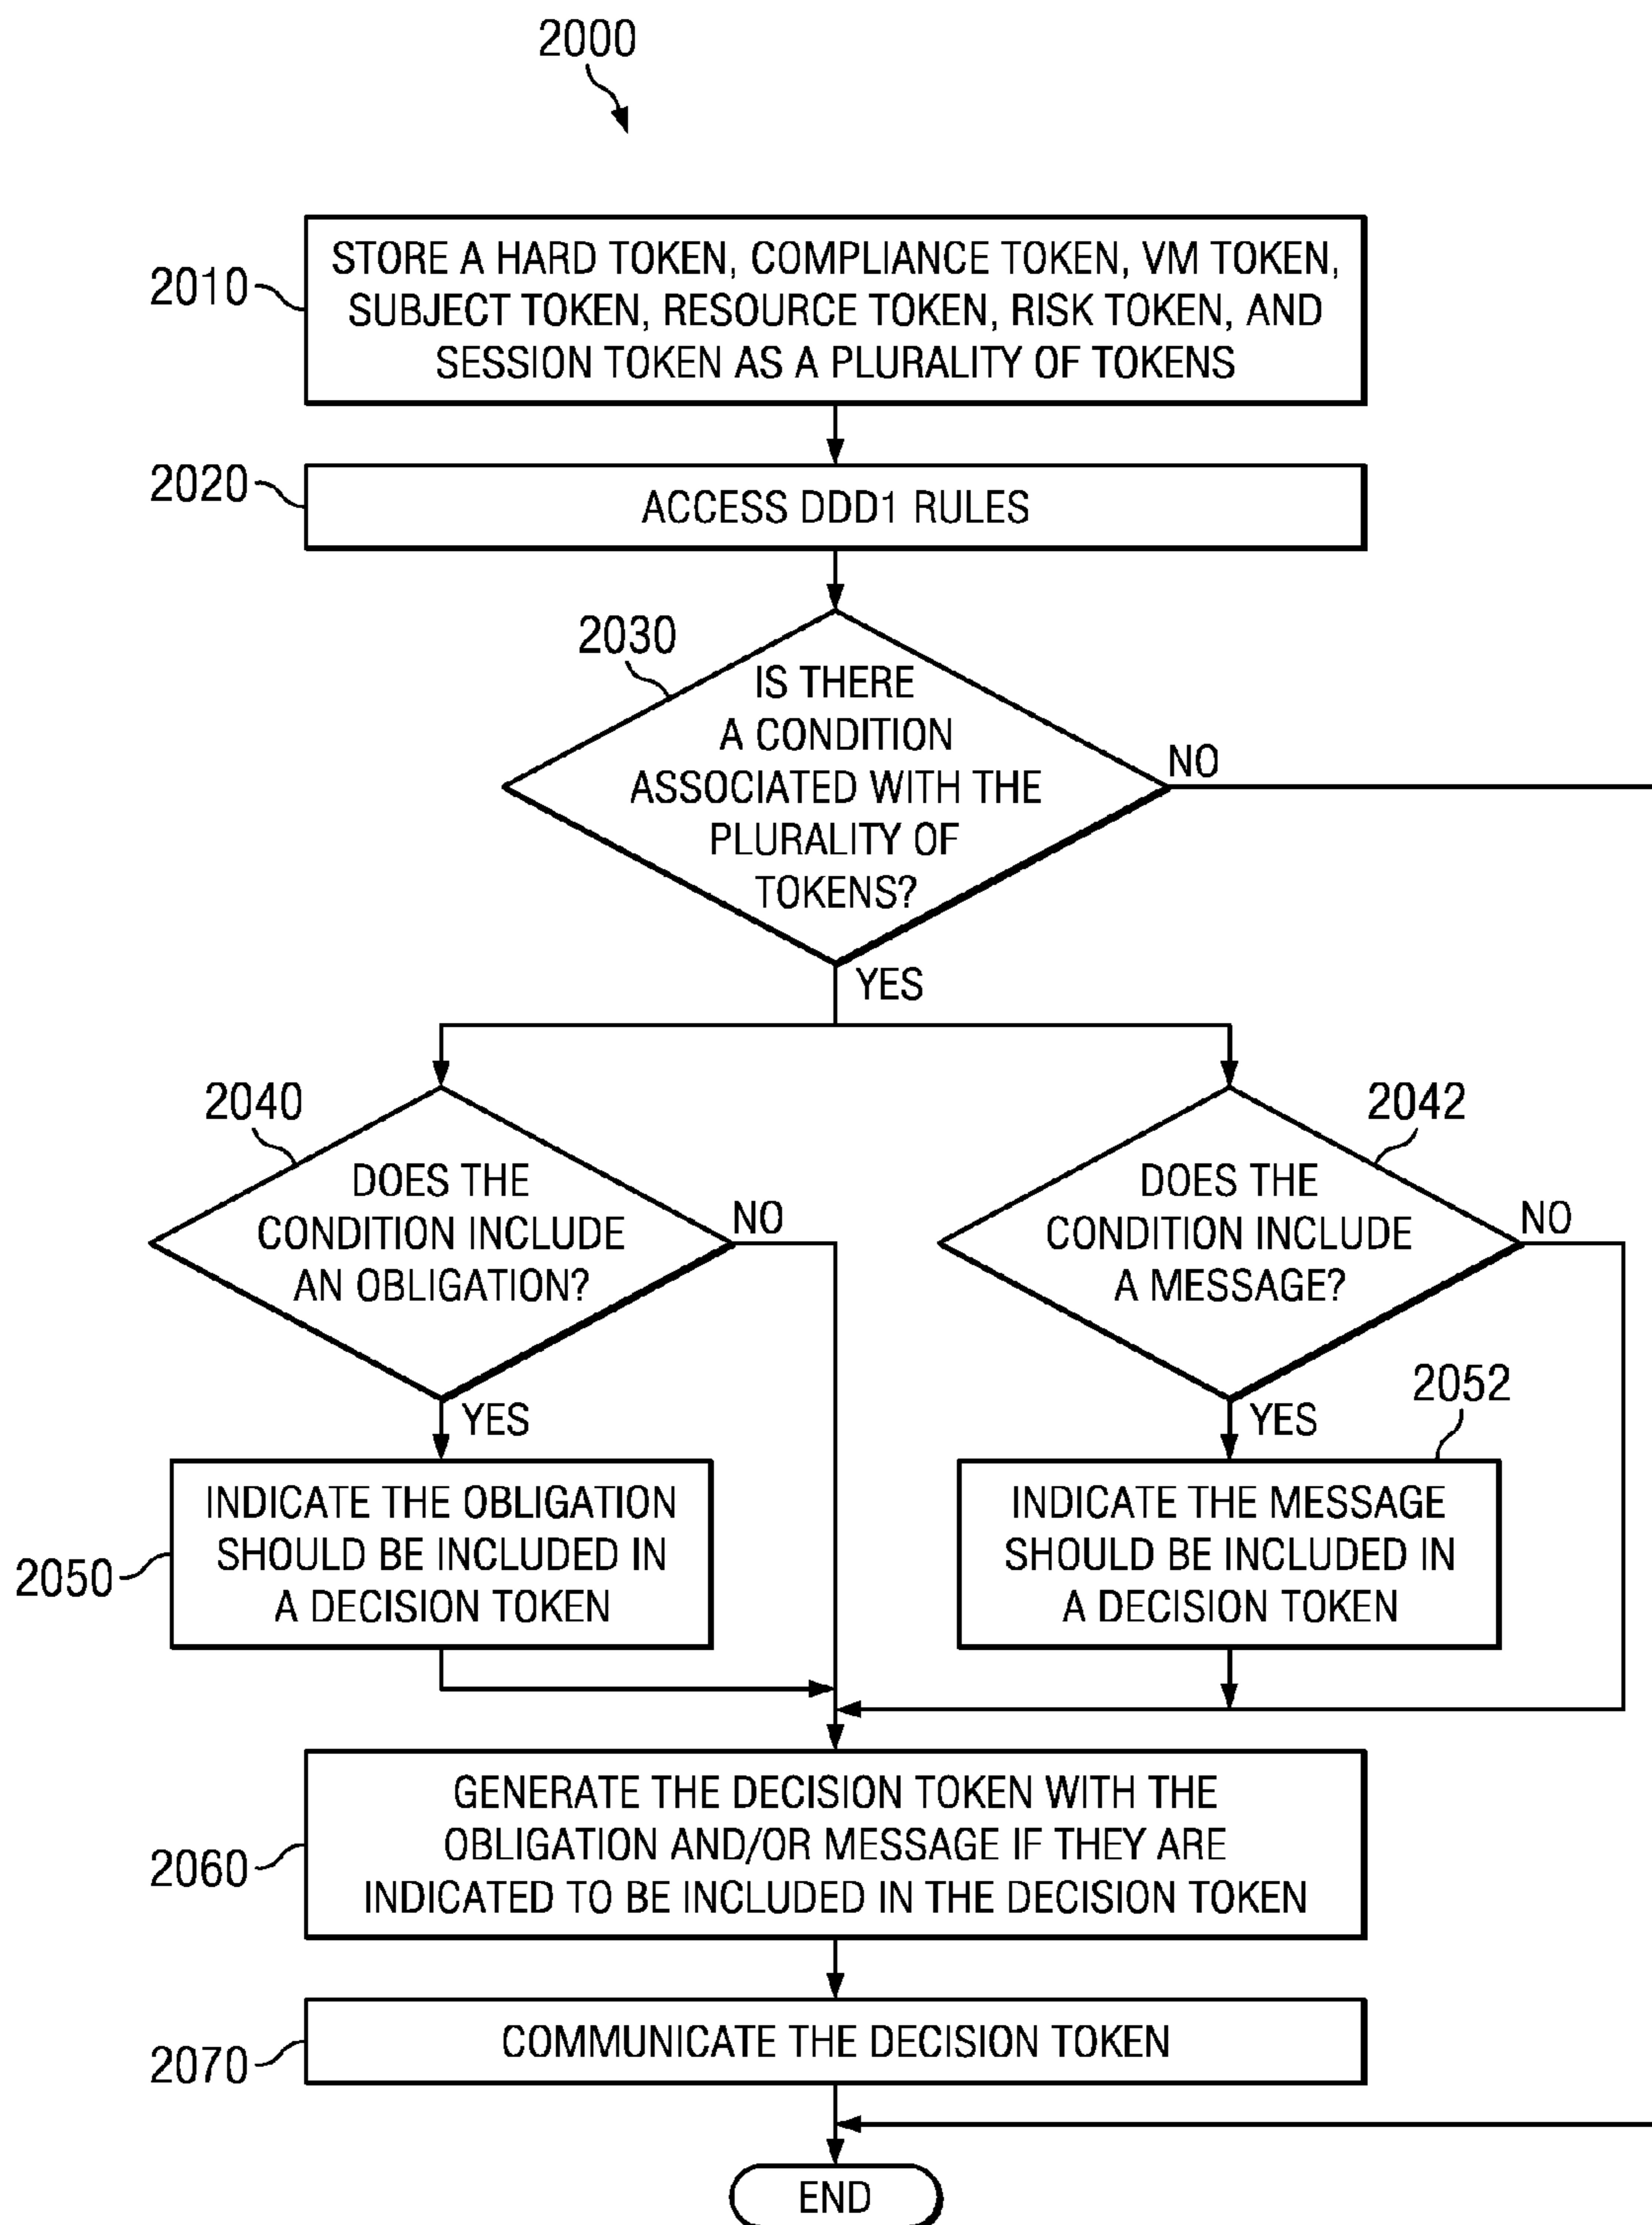 2000
2010
STORE A HARD TOKEN, COMPLIANCE TOKEN, VM TOKEN,
SUBJECT TOKEN, RESOURCE TOKEN, RISK TOKEN, AND
SESSION TOKEN AS A PLURALITY OF TOKENS
2020
ACCESS DDD1 RULES
2030
IS THERE
A CONDITION
ASSOCIATED WITH THE
PLURALITY OF
TOKENS?
NO
YES
2040
DOES THE
CONDITION INCLUDE
AN OBLIGATION?
NO
YES
2042
DOES THE
CONDITION INCLUDE
A MESSAGE?
NO
YES
2050
INDICATE THE OBLIGATION
SHOULD BE INCLUDED IN
A DECISION TOKEN
2052
INDICATE THE MESSAGE
SHOULD BE INCLUDED IN
A DECISION TOKEN
2060
GENERATE THE DECISION TOKEN WITH THE
OBLIGATION AND/OR MESSAGE IF THEY ARE
INDICATED TO BE INCLUDED IN THE DECISION TOKEN
2070
COMMUNICATE THE DECISION TOKEN
END